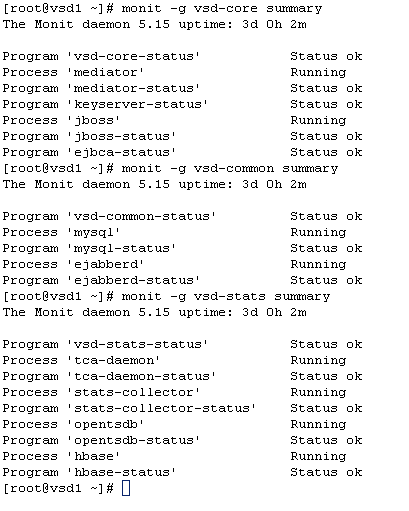 [root@vsd1 ~]# monit -g vsd-core summary
The Monit daemon 5.15 uptime: 3d 0h 2m
Program 'vsd-core-status' Status ok
Process 'mediator' Running
Program 'mediator-status' Status ok
Program 'keyserver-status' Status ok
Process 'jboss' Running
Program 'jboss-status' Status ok
Program 'ejbca-status' Status ok
[root@vsd1 ~]# monit -g vsd-common summary
The Monit daemon 5.15 uptime: 3d 0h 2m
Program 'vsd-common-status' Status ok
Process 'mysql' Running
Program 'mysql-status' Status ok
Process 'ejabberd' Running
Program 'ejabberd-status' Status ok
[root@vsd1 ~]# monit -g vsd-stats summary
The Monit daemon 5.15 uptime: 3d 0h 2m
Program 'vsd-stats-status' Status ok
Process 'tca-daemon' Running
Program 'tca-daemon-status' Status ok
Process 'stats-collector' Running
Program 'stats-collector-status' Status ok
Process 'opentsdb' Running
Program 'opentsdb-status' Status ok
Process 'hbase' Running
Program 'hbase-status' Status ok
[root@vsd1 ~]#